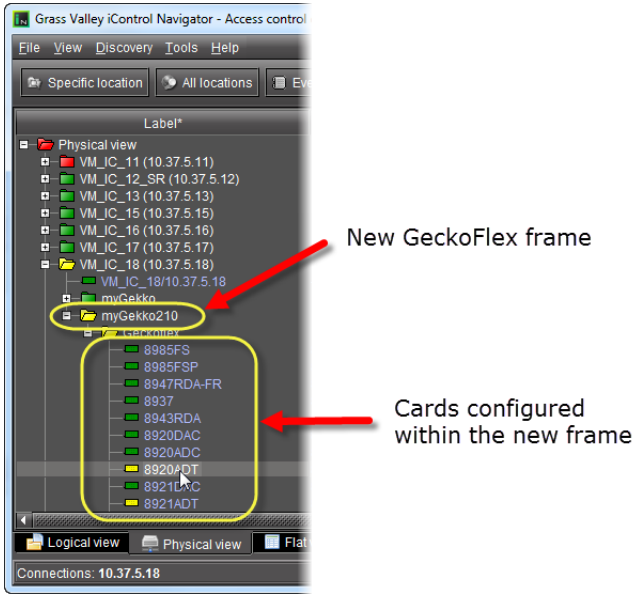 Grass Valley iControl Navigator - Access control
File View Discovery Tools Help
Specific location All locations
Label*
Physical view
VM_IC_11 (10.37.5.11)
VM_IC_12_SR (10.37.5.12)
VM_IC_13 (10.37.5.13)
VM_IC_15 (10.37.5.15)
VM_IC_16 (10.37.5.16)
VM_IC_17 (10.37.5.17)
VM_IC_18 (10.37.5.18)
VM_IC_18/10.37.5.18
myGekko
myGekko210
Geckoflex
8985FS
8985FSP
8947RDA-FR
8937
8943RDA
8920DAC
8920ADC
8920ADT
8921DAC
8921ADT
New GeckoFlex frame
Cards configured
within the new frame
Logical view Physical view Flat
Connections: 10.37.5.18